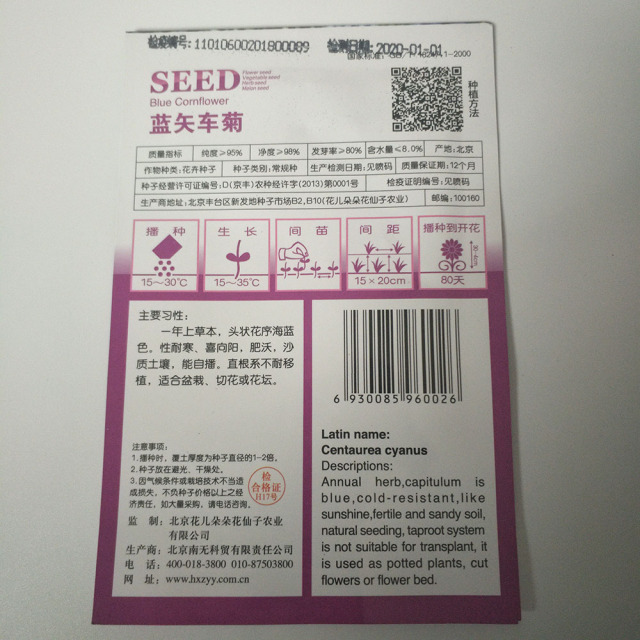 检疫编号: 11010600201800089 检测日期: 2020-01-01
SEED
Flower seed
Vegetable seed
Herb seed
Melon seed
Blue Cornflower
蓝矢车菊
种植方法
质量指标 纯度≥95% 净度≥98% 发芽率≥80% 含水量≤8.0% 产地: 北京
作物种类: 花卉种子 种子类别: 常规种 生产检测日期: 见喷码 质量保证期: 12个月
种子经营许可证编号: D(京丰)农种经许字(2013)第0001号 检疫证明编号: 见喷码
生产商地址: 北京丰台区新发地种子市场B2,B10(花儿朵朵花仙子农业) 邮编: 100160
播种 生长 间苗 间距 播种到开花
15～30℃ 15～35℃ 15×20cm 80天
主要习性:
一年上草本，头状花序海蓝
色。性耐寒、喜向阳，肥沃，沙
质土壤，能自播。直根系不耐移
植，适合盆栽、切花或花坛。
6 930085 960026
注意事项:
1.播种时，覆土厚度为种子直径的1-2倍。
2.种子放在避光、干燥处。
3.因气候条件或栽培技术不当造
成损失，不负种子价格以上之经
济责任，如大量采购，请电话咨询。
检
合格证
H17号
监 制: 北京花儿朵朵花仙子农业
有限公司
生产商: 北京南无科贸有限责任公司
电 话: 400-018-3800 010-87503800
网 址: www.hxzyy.com.cn
Latin name:
Centaurea cyanus
Descriptions:
Annual herb,capitulum is
blue,cold-resistant,like
sunshine,fertile and sandy soil,
natural seeding, taproot system
is not suitable for transplant, it
is used as potted plants, cut
flowers or flower bed.